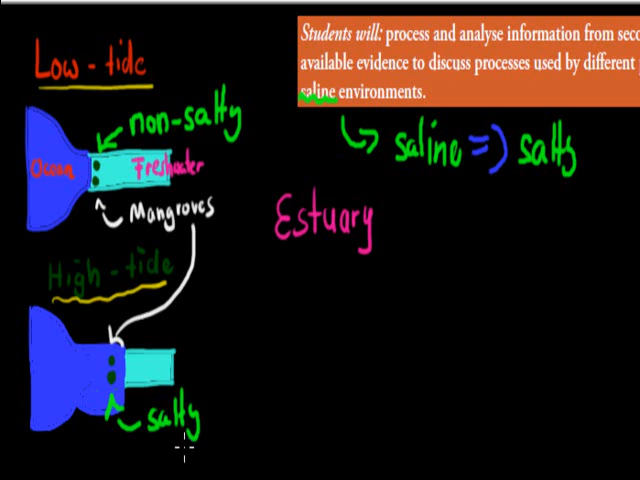 Students will: process and analyse information from seco
available evidence to discuss processes used by different
saline environments.
Low-tide
non-salty
Ocean
Freshwater
Mangroves
saline => salty
Estuary
High-tide
salty